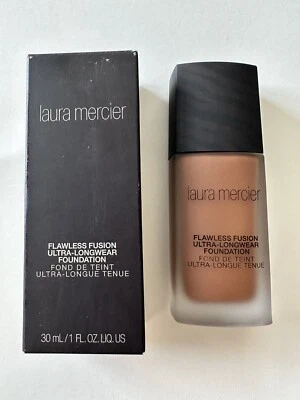 laura mercier
FLAWLESS FUSION
ULTRA-LONGWEAR
FOUNDATION
FOND DE TEINT
ULTRA-LONGUE TENUE
30 mL/1 FL. OZ. LIQ. US
laura mercier
FLAWLESS FUSION
ULTRA-LONGWEAR
FOUNDATION
FOND DE TEINT
ULTRA-LONGUE TENUE